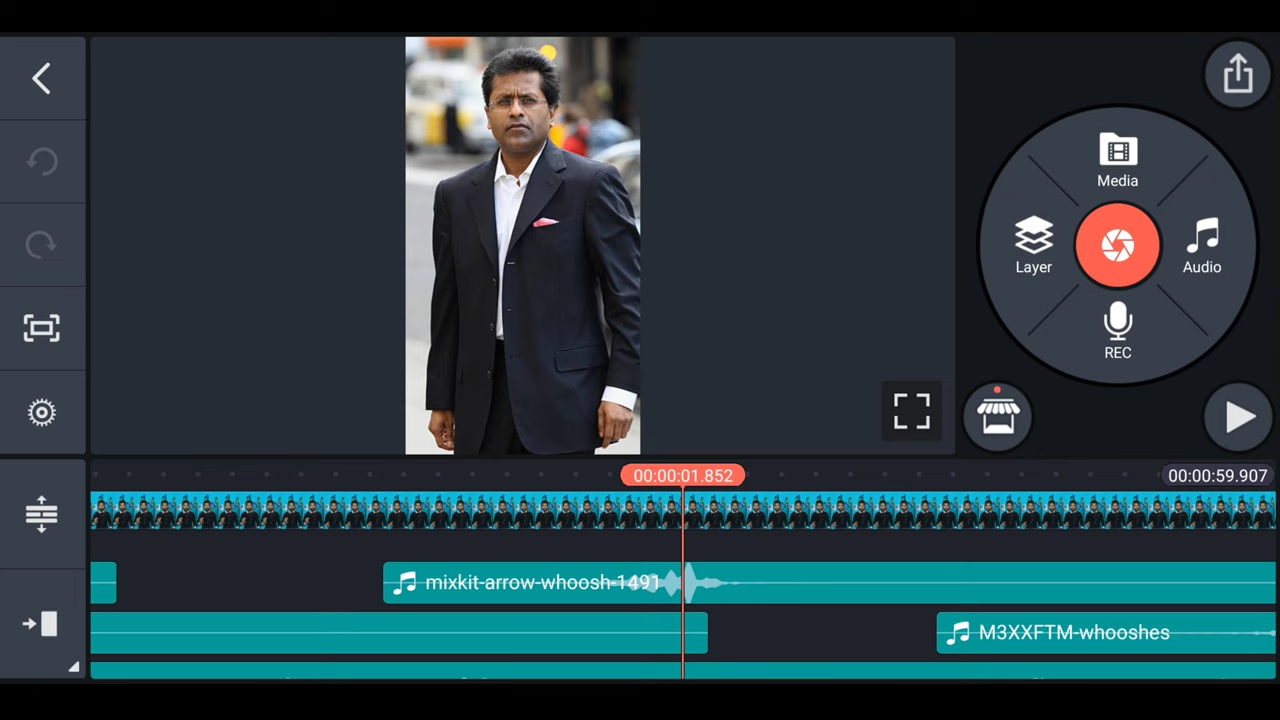 Media
Layer
Audio
REC
00:00:01.852
00:00:59.907
mixkit-arrow-whoosh-1491
M3XXFTM-whooshes